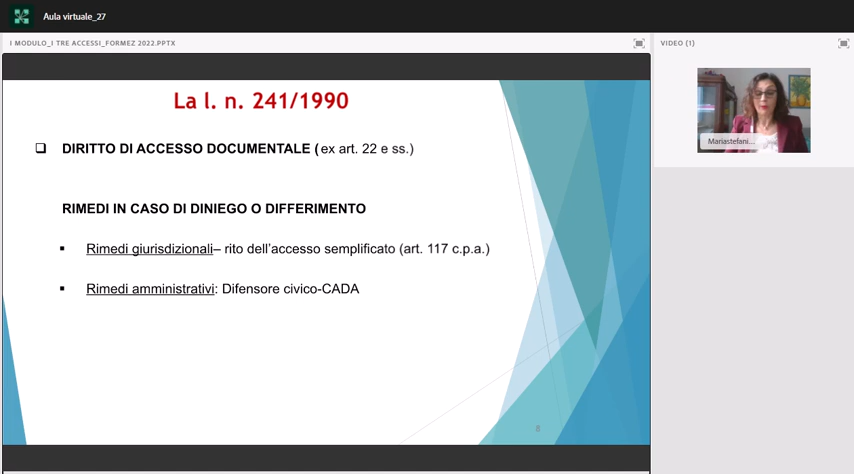 Aula virtuale_27
I MODULO_I TRE ACCESSI_FORMEZ 2022.PPTX
VIDEO (1)
La l. n. 241/1990
❑ DIRITTO DI ACCESSO DOCUMENTALE (ex art. 22 e ss.)
RIMEDI IN CASO DI DINIEGO O DIFFERIMENTO
▪ Rimedi giurisdizionali– rito dell'accesso semplificato (art. 117 c.p.a.)
▪ Rimedi amministrativi: Difensore civico-CADA
8
Mariastefani...